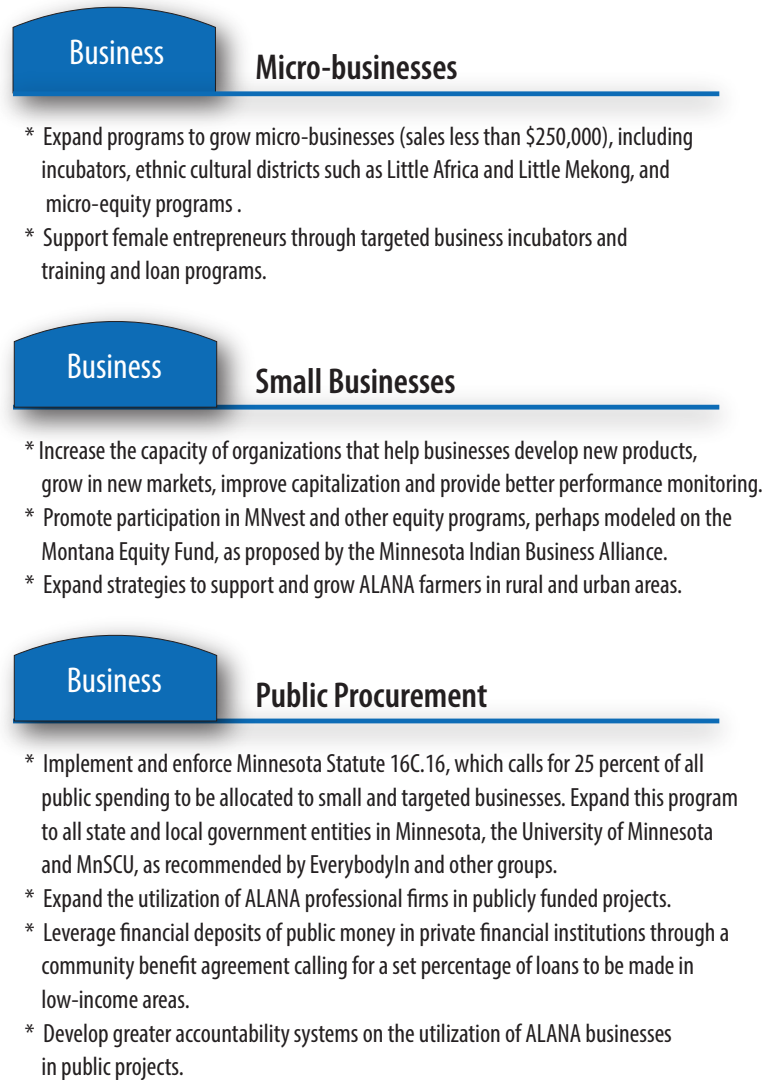 Business
Micro-businesses
* Expand programs to grow micro-businesses (sales less than $250,000), including
incubators, ethnic cultural districts such as Little Africa and Little Mekong, and
micro-equity programs .
* Support female entrepreneurs through targeted business incubators and
training and loan programs.
Business
Small Businesses
* Increase the capacity of organizations that help businesses develop new products,
grow in new markets, improve capitalization and provide better performance monitoring.
* Promote participation in MNvest and other equity programs, perhaps modeled on the
Montana Equity Fund, as proposed by the Minnesota Indian Business Alliance.
* Expand strategies to support and grow ALANA farmers in rural and urban areas.
Business
Public Procurement
* Implement and enforce Minnesota Statute 16C.16, which calls for 25 percent of all
public spending to be allocated to small and targeted businesses. Expand this program
to all state and local government entities in Minnesota, the University of Minnesota
and MnSCU, as recommended by EverybodyIn and other groups.
* Expand the utilization of ALANA professional firms in publicly funded projects.
* Leverage financial deposits of public money in private financial institutions through a
community benefit agreement calling for a set percentage of loans to be made in
low-income areas.
* Develop greater accountability systems on the utilization of ALANA businesses
in public projects.